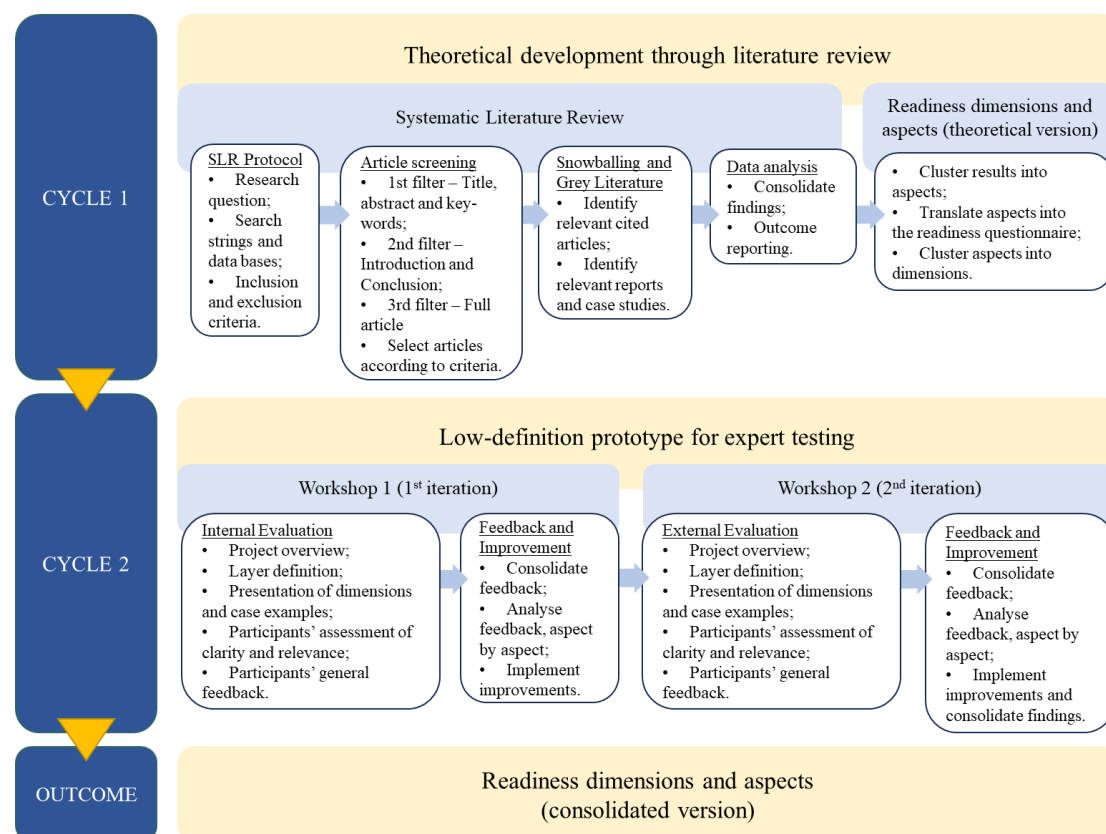 CYCLE 1
Theoretical development through literature review
Systematic Literature Review
Readiness dimensions and
aspects (theoretical version)
SLR Protocol
• Research
question;
• Search
strings and
data bases;
• Inclusion
and exclusion
criteria.
Article screening
• 1st filter – Title,
abstract and key-
words;
• 2nd filter –
Introduction and
Conclusion;
• 3rd filter – Full
article
• Select articles
according to criteria.
Snowballing and
Grey Literature
• Identify
relevant cited
articles;
• Identify
relevant reports
and case studies.
Data analysis
• Consolidate
findings;
• Outcome
reporting.
• Cluster results into
aspects;
• Translate aspects into
the readiness questionnaire;
• Cluster aspects into
dimensions.
CYCLE 2
Low-definition prototype for expert testing
Workshop 1 (1st iteration)
Workshop 2 (2nd iteration)
Internal Evaluation
• Project overview;
• Layer definition;
• Presentation of dimensions
and case examples;
• Participants’ assessment of
clarity and relevance;
• Participants’ general
feedback.
Feedback and
Improvement
• Consolidate
feedback;
• Analyse
feedback, aspect
by aspect;
• Implement
improvements.
External Evaluation
• Project overview;
• Layer definition;
• Presentation of dimensions
and case examples;
• Participants’ assessment of
clarity and relevance;
• Participants general
feedback.
Feedback and
Improvement
• Consolidate
feedback;
• Analyse
feedback, aspect by
aspect;
• Implement
improvements and
consolidate findings.
OUTCOME
Readiness dimensions and aspects
(consolidated version)